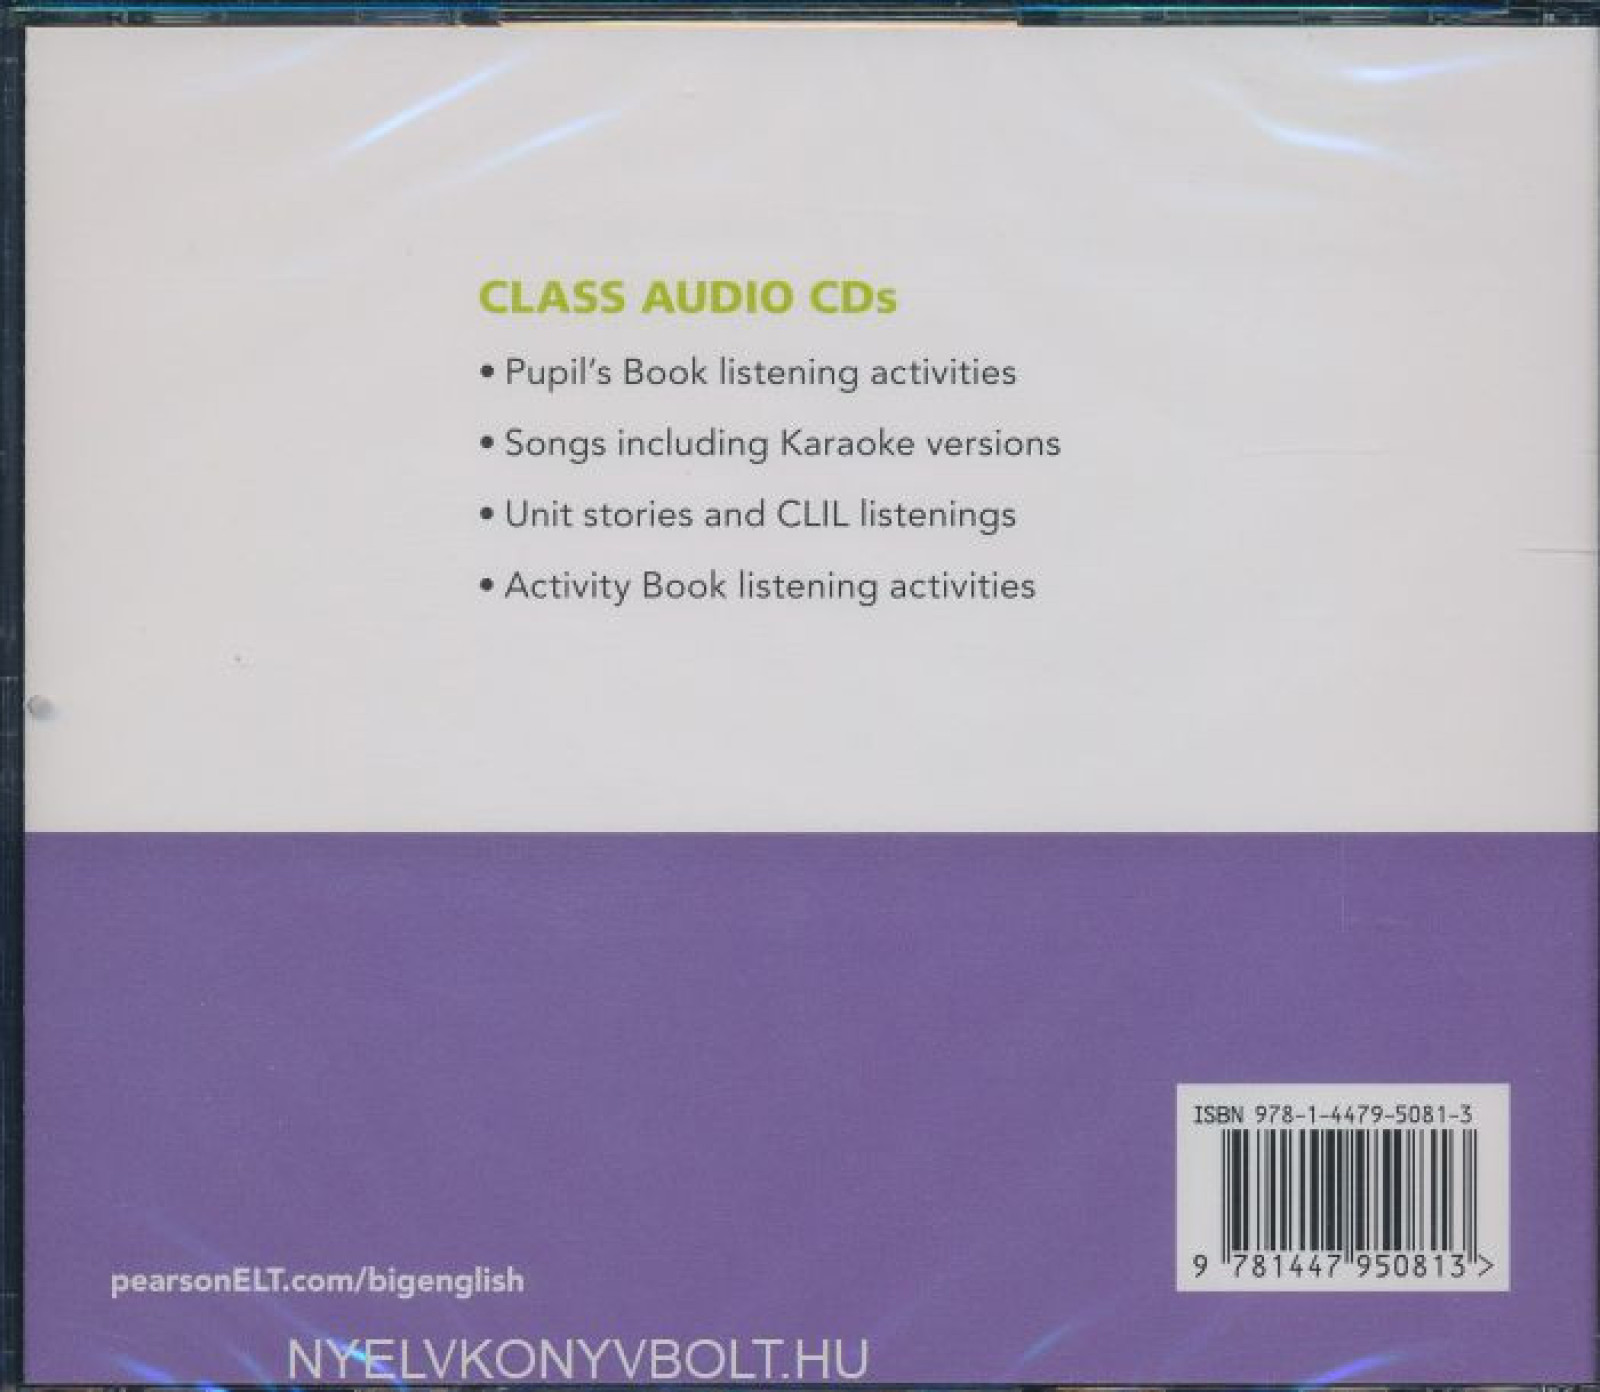 CLASS AUDIO CDs
• Pupil's Book listening activities
• Songs including Karaoke versions
• Unit stories and CLIL listenings
• Activity Book listening activities
ISBN 978-1-4479-5081-3
9 781447 950813 >
pearsonELT.com/bigenglish
NYELVKONYVBOLT.HU